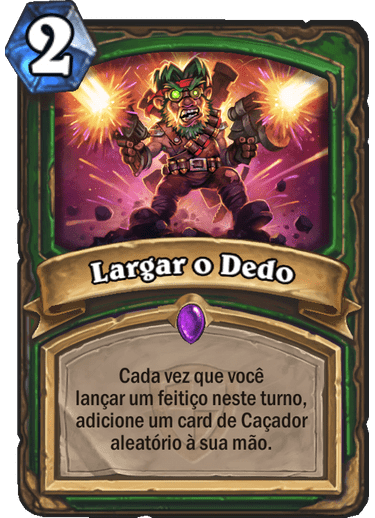 2
Largar o Dedo
Cada vez que você
lançar um feitiço neste turno,
adicione um card de Caçador
aleatório à sua mão.